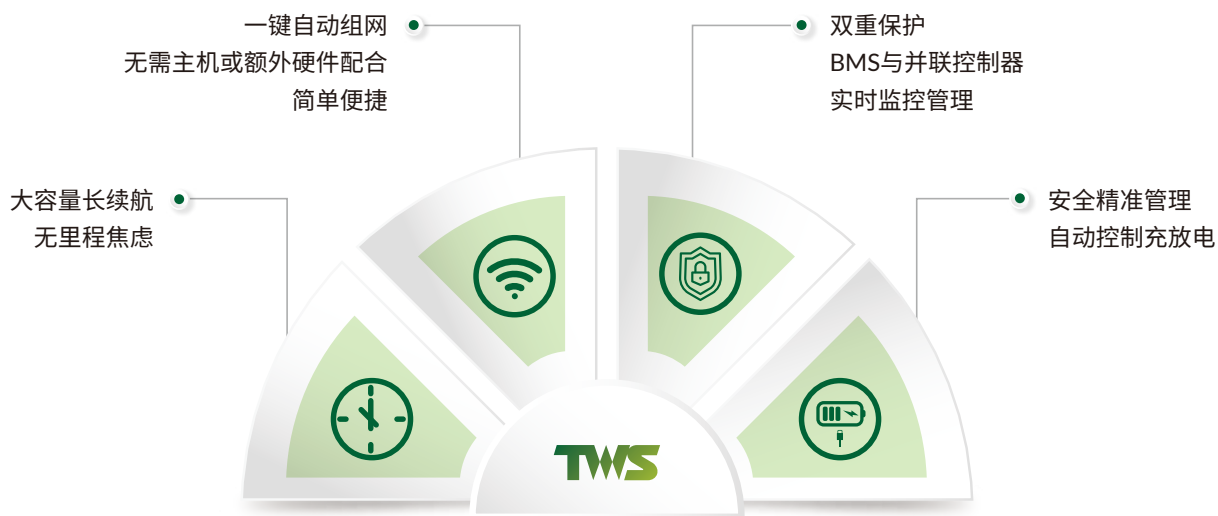 一键自动组网
无需主机或额外硬件配合
简单便捷
双重保护
BMS与并联控制器
实时监控管理
大容量长续航
无里程焦虑
安全精准管理
自动控制充放电
TWS